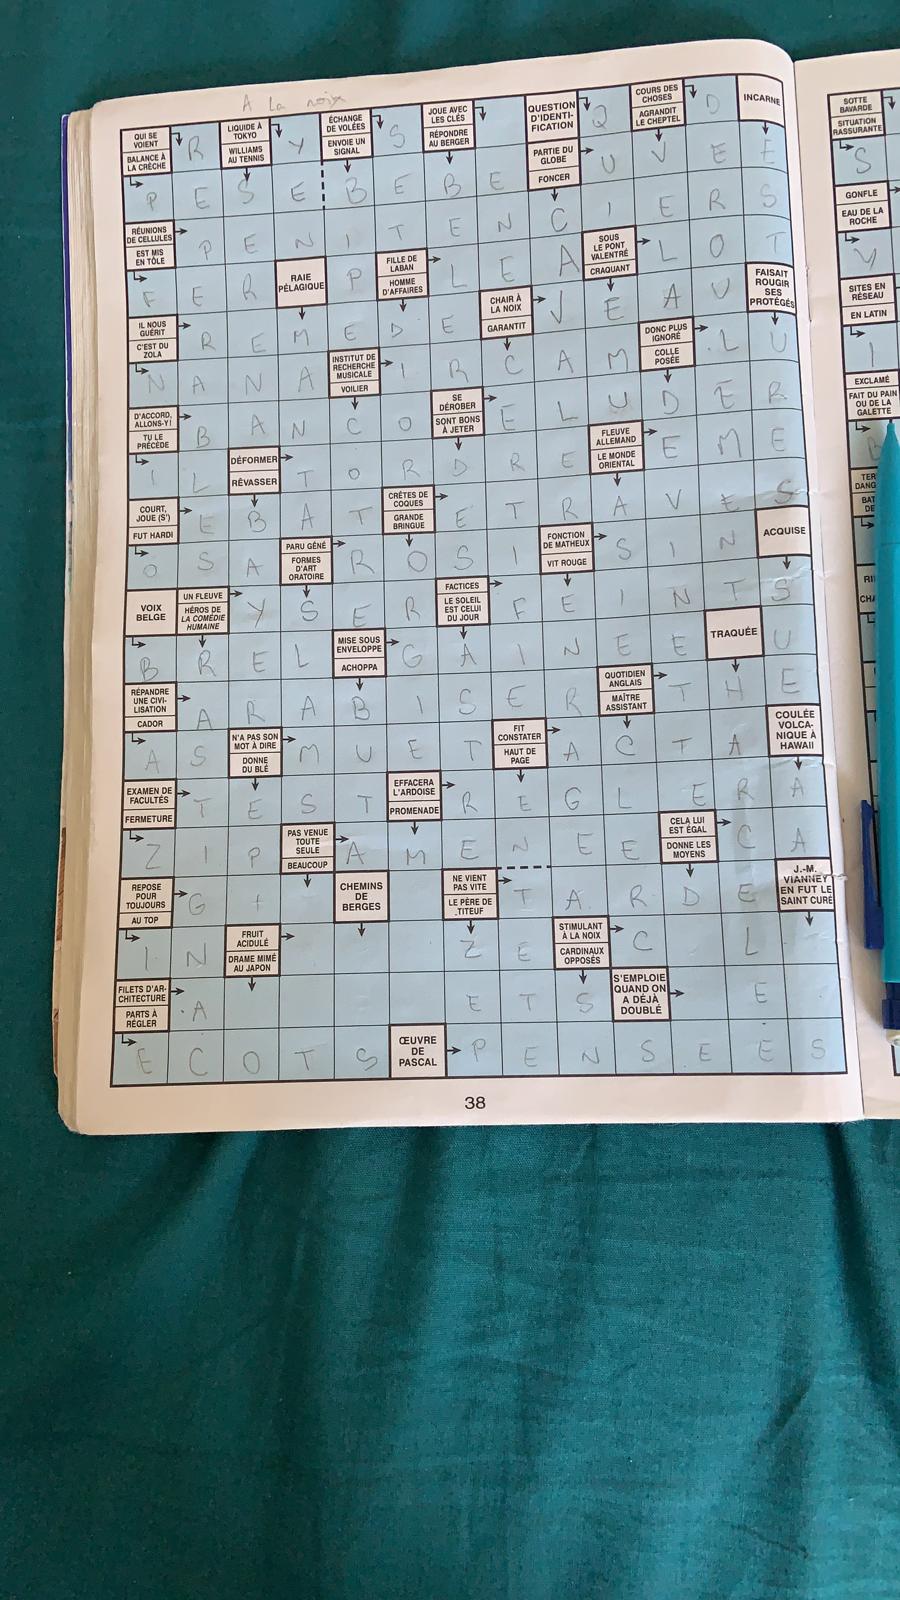 A la noix
QUI SE VOIENT
BALANCE À LA CRÈCHE
R
LIQUIDE À TOKYO
WILLIAMS AU TENNIS
Y
ÉCHANGE DE VOLÉES
ENVOIE UN SIGNAL
S
JOUE AVEC LES CLÉS
RÉPONDRE AU BERGER
QUESTION D'IDENTI-FICATION
Q
COURS DES CHOSES
AGRANDIT LE CHEPTEL
D
INCARNE
P E S E B E B E
PARTIE DU GLOBE
FONCER
U V E E
RÉUNIONS DE CELLULES
EST MIS EN TÔLE
P E N I T E N C I E R S
F E R
RAIE PÉLAGIQUE
P
FILLE DE LABAN
HOMME D'AFFAIRES
L E A
SOUS LE PONT VALENTRÉ
CRAQUANT
L O T
IL NOUS GUÉRIT
C'EST DU ZOLA
R E M E D E
CHAIR À LA NOIX
GARANTIT
V E A U
FAISAIT ROUGIR SES PROTÉGÉS
N A N A
INSTITUT DE RECHERCHE MUSICALE
VOILIER
I R C A M
DONC PLUS IGNORÉ
COLLE POSÉE
L U
D'ACCORD, ALLONS-Y!
TU LE PRÉCÈDE
B A N C O
SE DÉROBER
SONT BONS À JETER
E L U D E R
I L
DÉFORMER
RÊVASSER
T O R D R E
FLEUVE ALLEMAND
LE MONDE ORIENTAL
E M E
COURT, JOUE (S')
FUT HARDI
E B A T
CRÊTES DE COQUES
GRANDE BRINGUE
E T R A V E S
O S A
PARU GÉNÉ
FORMES D'ART ORATOIRE
R O S I
FONCTION DE MATHEUX
VIT ROUGE
S I N
ACQUISE
VOIX BELGE
UN FLEUVE
HÉROS DE LA COMÉDIE HUMAINE
Y S E R
FACTICES
LE SOLEIL EST CELUI DU JOUR
F E I N T S
B R E L
MISE SOUS ENVELOPPE
ACHOPPA
G A I N E E
TRAQUÉE
U
RÉPANDRE UNE CIVI-LISATION
CADOR
A R A B I S E R
QUOTIDIEN ANGLAIS
MAÎTRE ASSISTANT
T H E
A S
N'A PAS SON MOT À DIRE
DONNE DU BLÉ
M U E T
FIT CONSTATER
HAUT DE PAGE
A C T A
COULÉE VOLCA-NIQUE À HAWAII
EXAMEN DE FACULTÉS
FERMETURE
T E S T
EFFACERA L'ARDOISE
PROMENADE
R E G L E R A
Z I P
PAS VENUE TOUTE SEULE
BEAUCOUP
A M E N E E
CELA LUI EST ÉGAL
DONNE LES MOYENS
C A
REPOSE POUR TOUJOURS
AU TOP
G I
CHEMINS DE BERGES
NE VIENT PAS VITE
LE PÈRE DE TITEUF
T A R D E
J.-M. VIANNEY EN FUT LE SAINT CURÉ
I N
FRUIT ACIDULÉ
DRAME MIMÉ AU JAPON
Z E
STIMULANT À LA NOIX
CARDINAUX OPPOSÉS
C L
FILETS D'AR-CHITECTURE
PARTS À RÉGLER
A E T S
S'EMPLOIE QUAND ON A DÉJÀ DOUBLÉ
E
E C O T S
ŒUVRE DE PASCAL
P E N S E E S
38
SOTTE BAVARDE
SITUATION RASSURANTE
S
GONFLE
EAU DE LA ROCHE
SITES EN RÉSEAU
EN LATIN
I
EXCLAMÉ
FAIT DU PAIN OU DE LA GALETTE